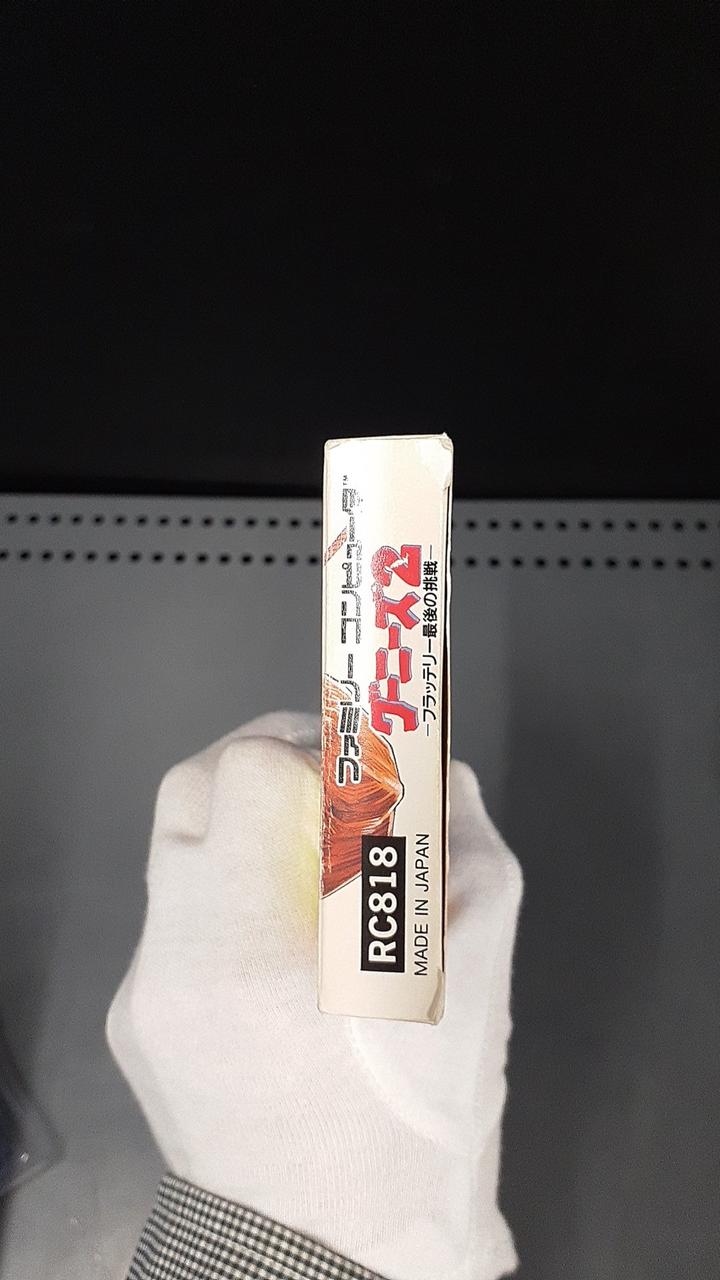 ファミリーコンピュータ™
グーニーズ2
ーフラッテリー最後の挑戦ー
RC818
MADE IN JAPAN